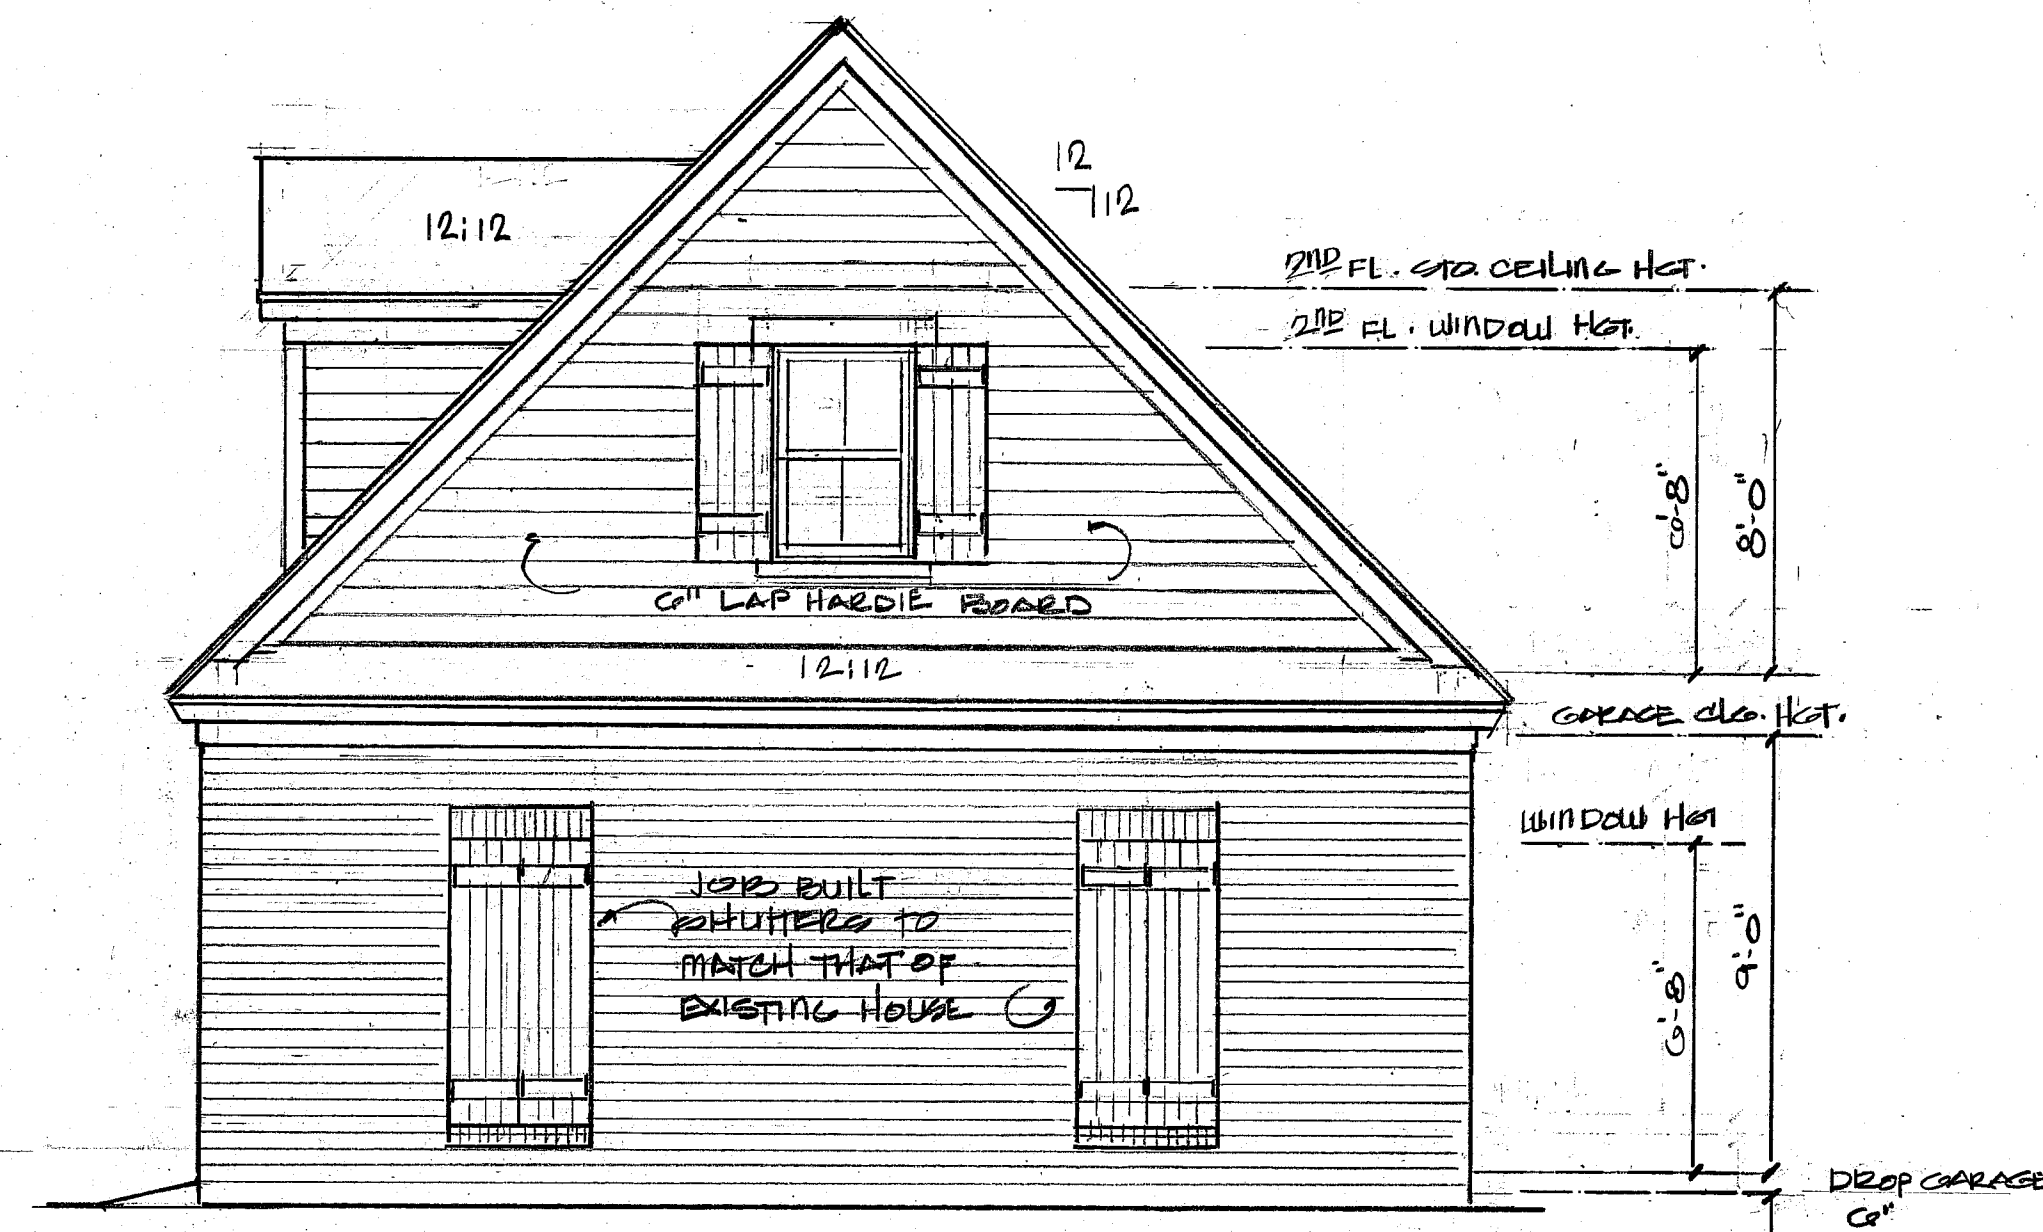 12
12
12:12
2ND FL. STO. CEILING HGT.
2ND FL. WINDOW HGT.
6'-8"
8'-0"
6" LAP HARDIE BOARD
12:12
GARAGE CLG. HGT.
WINDOW HGT
JOB BUILT
SHUTTERS TO
MATCH THAT OF
EXISTING HOUSE
6'-8"
9'-0"
DROP GARAGE
6"